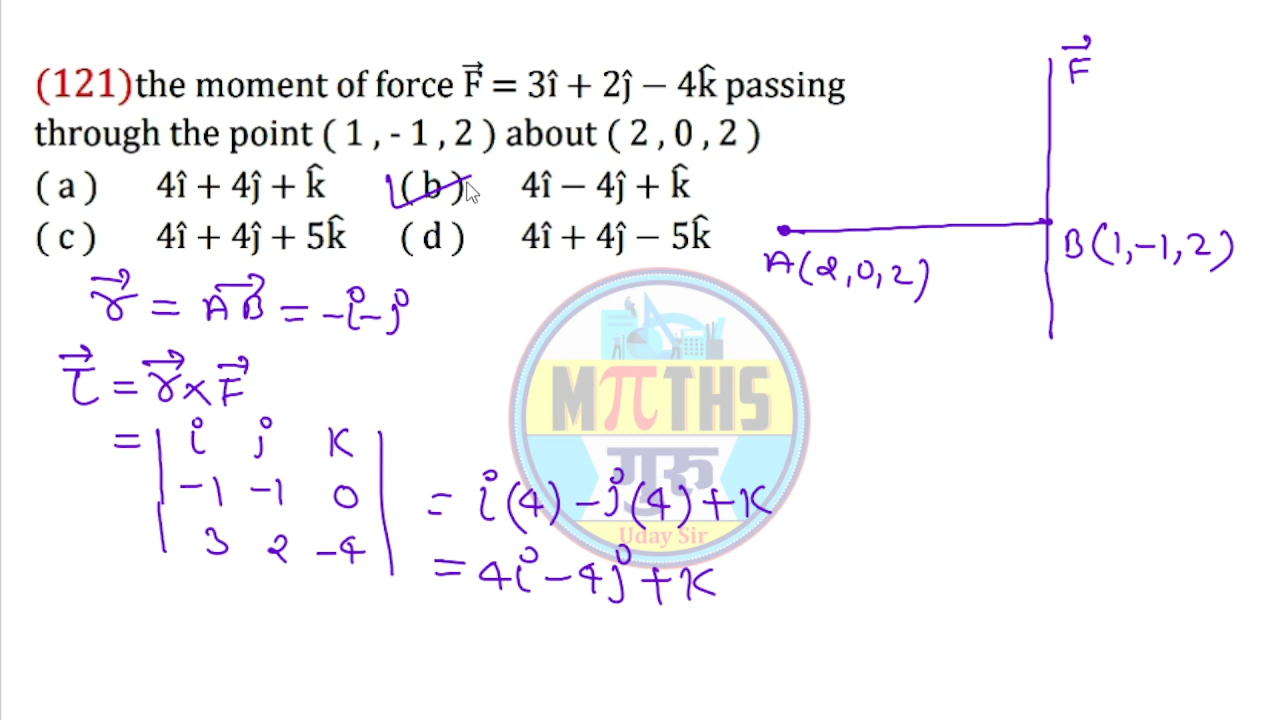 (121)the moment of force F⃗ = 3î + 2ĵ − 4k̂ passing
through the point ( 1 , - 1 , 2 ) about ( 2 , 0 , 2 )
( a ) 4î + 4ĵ + k̂ ( b ) 4î − 4ĵ + k̂
( c ) 4î + 4ĵ + 5k̂ ( d ) 4î + 4ĵ − 5k̂
F⃗
A(2,0,2)
B(1,-1,2)
r⃗ = AB⃗ = -i-j
τ⃗ = r⃗ × F⃗
= | i j K |
| -1 -1 0 |
| 3 2 -4 |
= i(4) - j(4) + K
= 4i - 4j + K
MπTHS
गुरू
Uday Sir